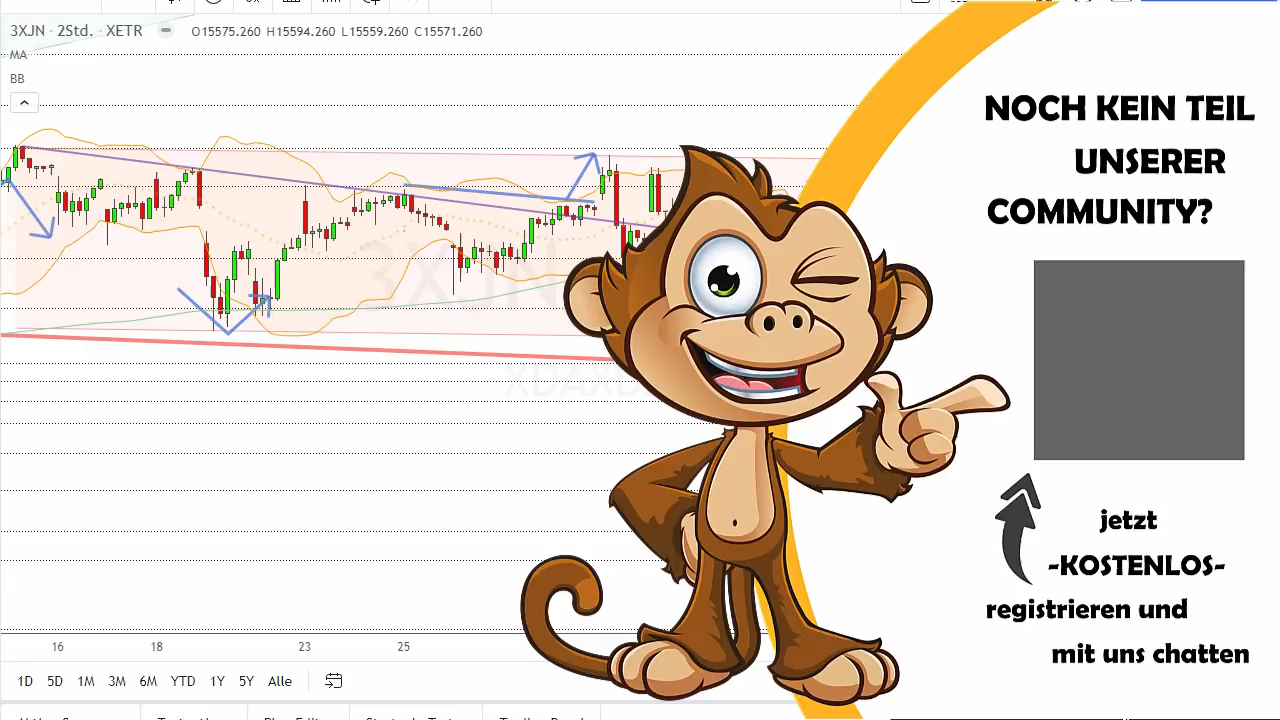 3XJN · 2Std. · XETR O15575.260 H15594.260 L15559.260 C15571.260
MA
BB
NOCH KEIN TEIL
UNSERER
COMMUNITY?
3XJN
jetzt
-KOSTENLOS-
registrieren und
mit uns chatten
16 18 23 25
1D 5D 1M 3M 6M YTD 1Y 5Y Alle